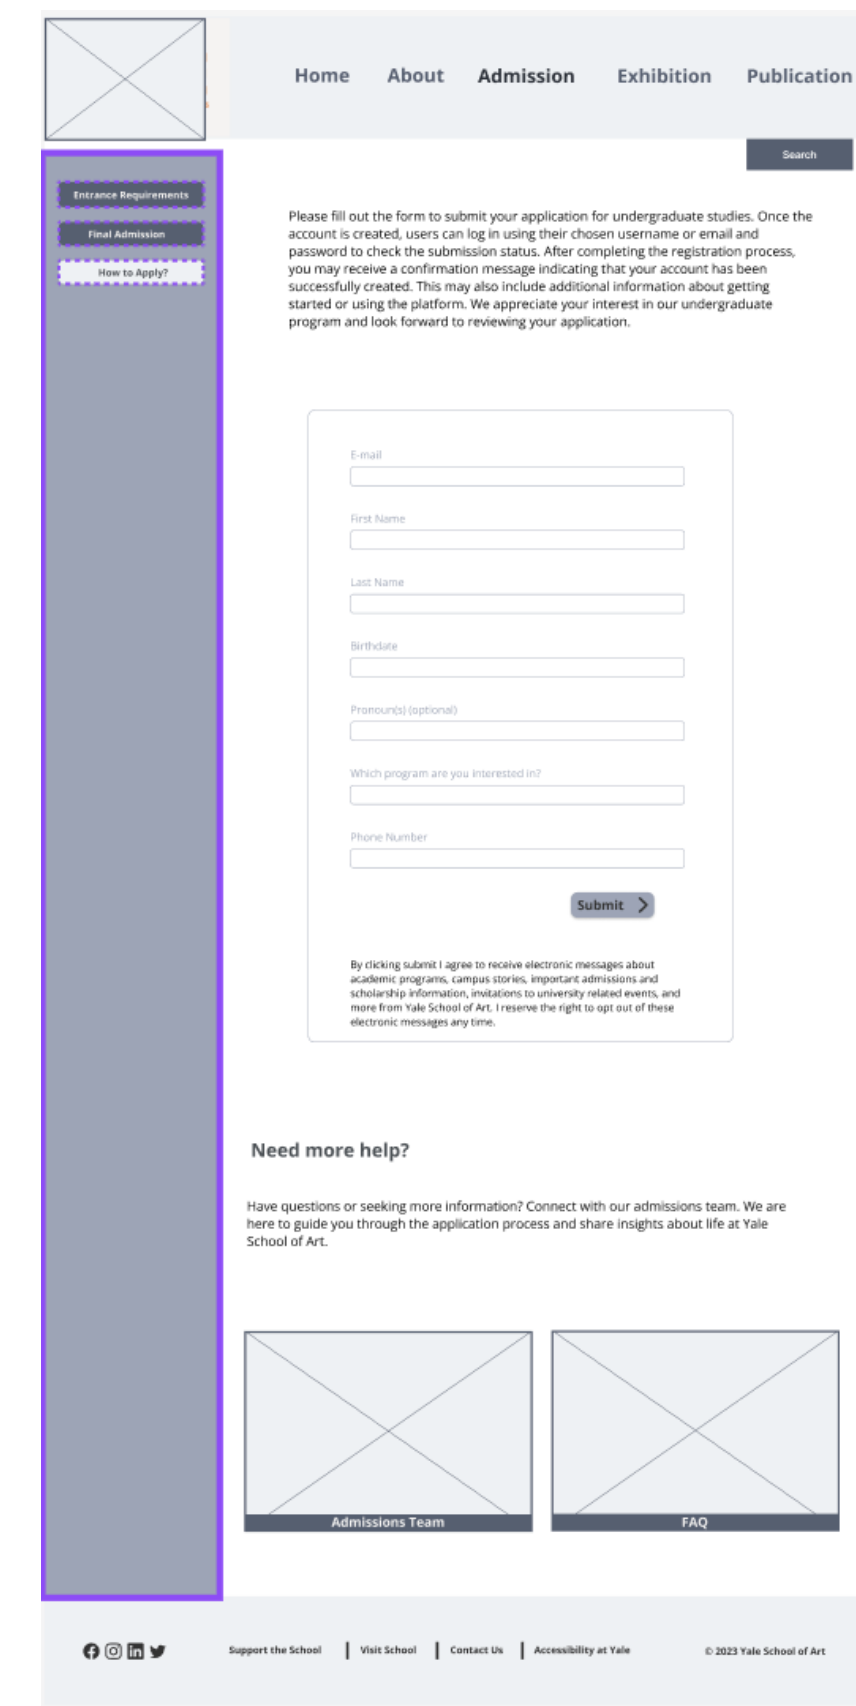 Home About Admission Exhibition Publication
Search
Entrance Requirements
Final Admission
How to Apply?
Please fill out the form to submit your application for undergraduate studies. Once the
account is created, users can log in using their chosen username or email and
password to check the submission status. After completing the registration process,
you may receive a confirmation message indicating that your account has been
successfully created. This may also include additional information about getting
started or using the platform. We appreciate your interest in our undergraduate
program and look forward to reviewing your application.
E-mail
First Name
Last Name
Birthdate
Pronoun(s) (optional)
Which program are you interested in?
Phone Number
Submit
By clicking submit I agree to receive electronic messages about
academic programs, campus stories, important admissions and
scholarship information, invitations to university related events, and
more from Yale School of Art. I reserve the right to opt out of these
electronic messages any time.
Need more help?
Have questions or seeking more information? Connect with our admissions team. We are
here to guide you through the application process and share insights about life at Yale
School of Art.
Admissions Team
FAQ
Support the School | Visit School | Contact Us | Accessibility at Yale
© 2023 Yale School of Art